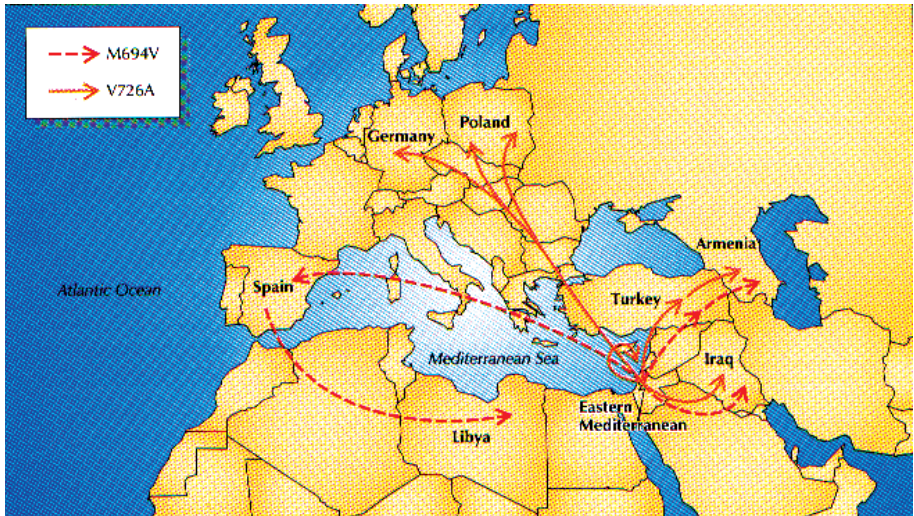 M694V
V726A
Germany
Poland
Armenia
Atlantic Ocean
Spain
Turkey
Mediterranean Sea
Iraq
Eastern
Mediterranean
Libya